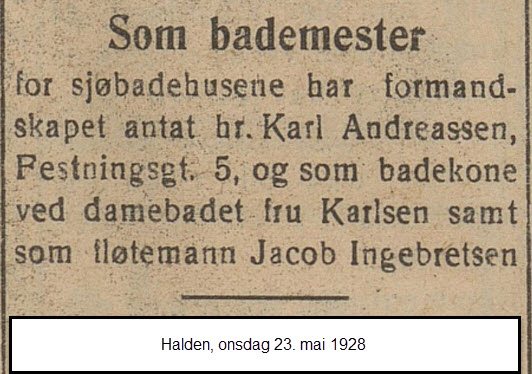 Som bademester
for sjøbadehusene har formand-
skapet antat hr. Karl Andreassen,
Festningsgt. 5, og som badekone
ved damebadet fru Karlsen samt
som fløtemann Jacob Ingebretsen
Halden, onsdag 23. mai 1928